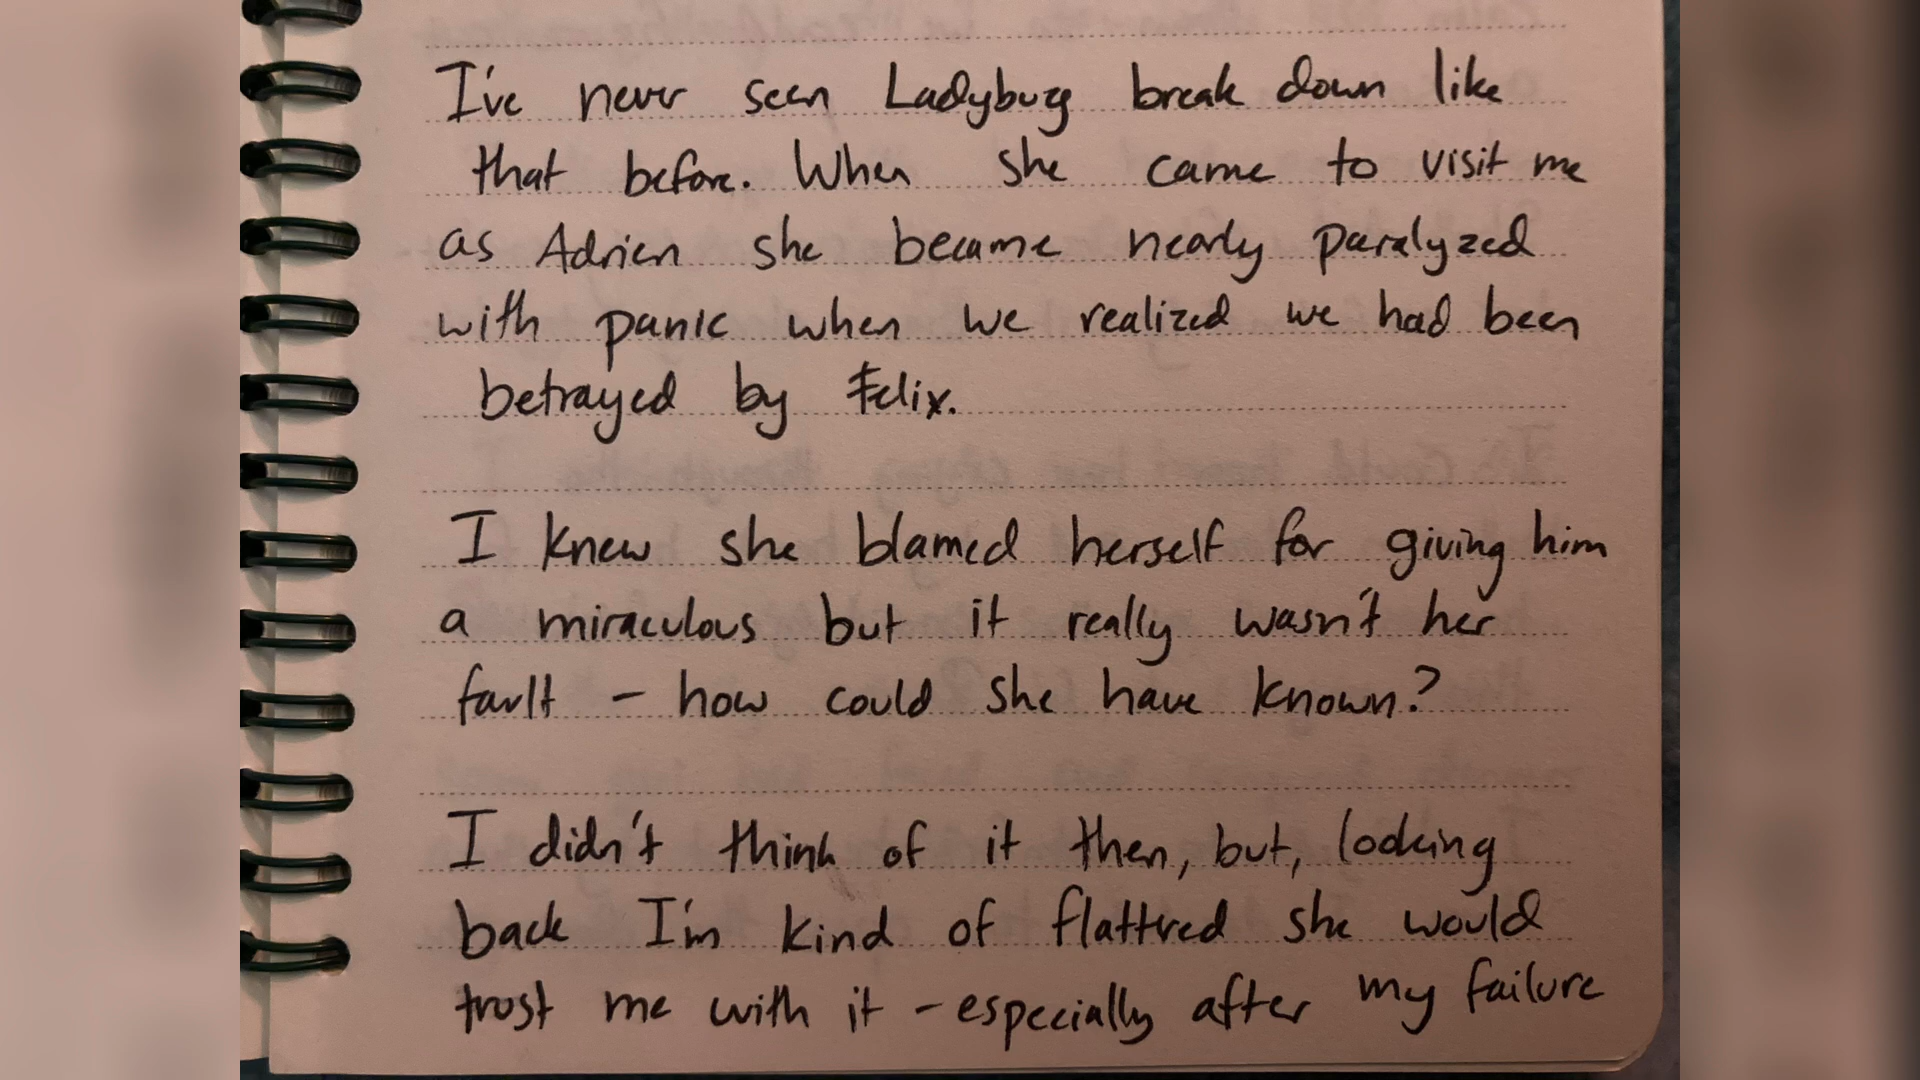 I've never seen Ladybug break down like
that before. When she came to visit me
as Adrien she became nearly paralyzed
with panic when we realized we had been
betrayed by Felix.
I knew she blamed herself for giving him
a miraculous but it really wasn't her
fault – how could she have known?
I didn't think of it then, but, looking
back I'm kind of flattered she would
trust me with it – especially after my failure